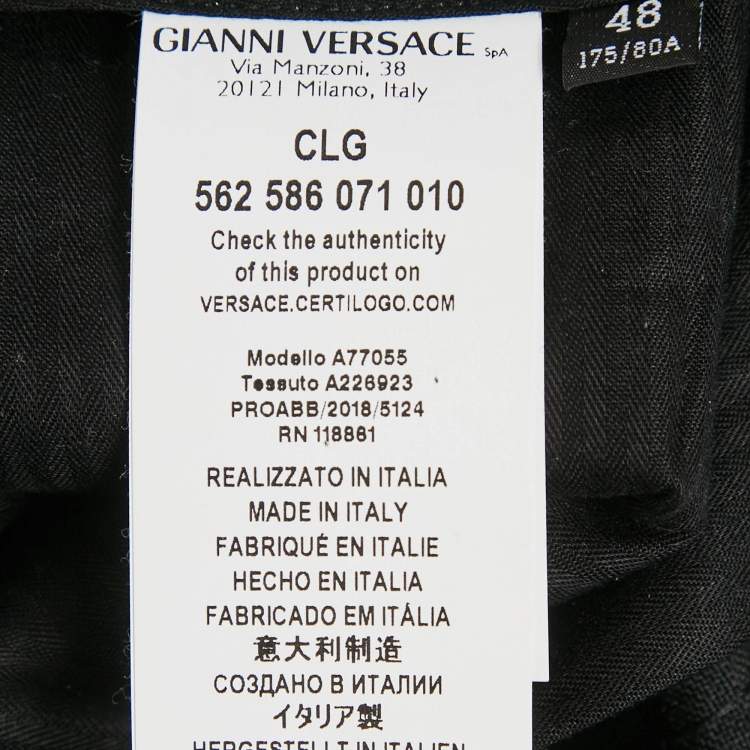 GIANNI VERSACE SpA
Via Manzoni, 38
20121 Milano, Italy
CLG
562 586 071 010
Check the authenticity
of this product on
VERSACE.CERTILOGO.COM
Modello A77055
Tessuto A226923
PROABB/2018/5124
RN 118861
REALIZZATO IN ITALIA
MADE IN ITALY
FABRIQUÉ EN ITALIE
HECHO EN ITALIA
FABRICADO EM ITÁLIA
意大利制造
СОЗДАНО В ИТАЛИИ
イタリア製
HERGESTELLT IN ITALIEN
48
175/80A